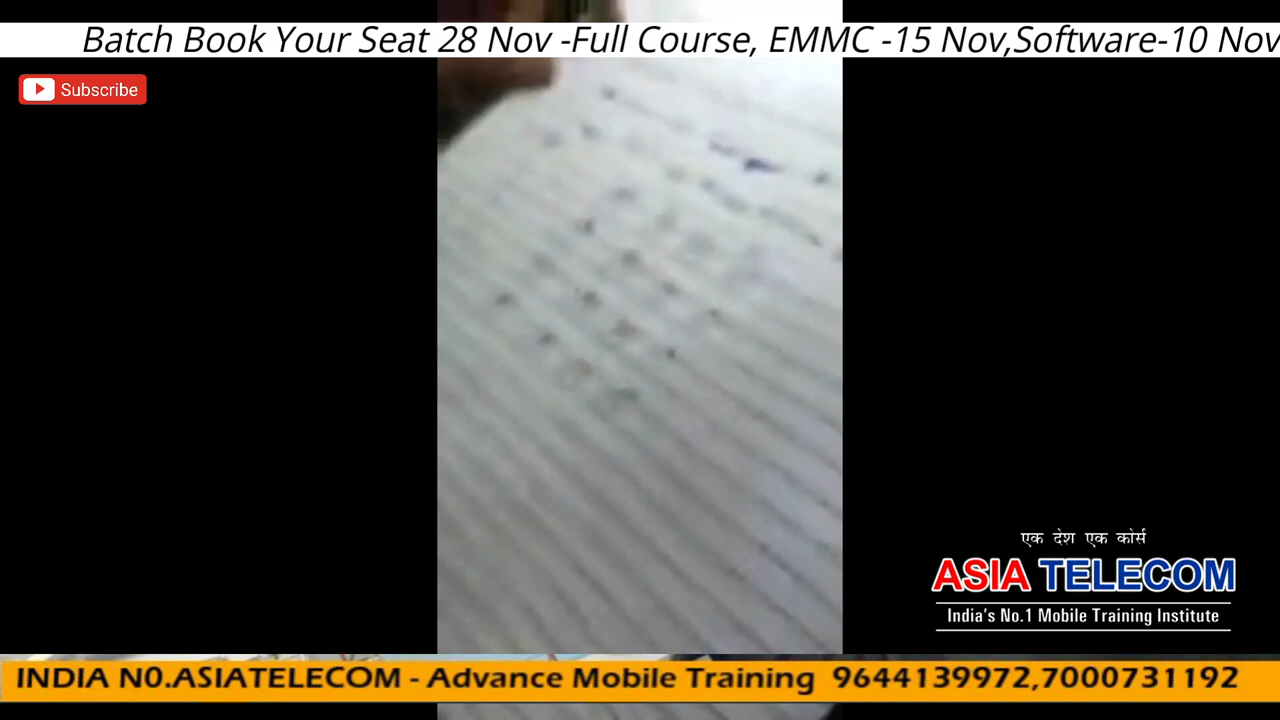 Batch Book Your Seat 28 Nov -Full Course, EMMC -15 Nov,Software-10 Nov
Subscribe
एक देश एक कोर्स
ASIA TELECOM
India's No.1 Mobile Training Institute
INDIA N0.ASIATELECOM - Advance Mobile Training 9644139972,7000731192